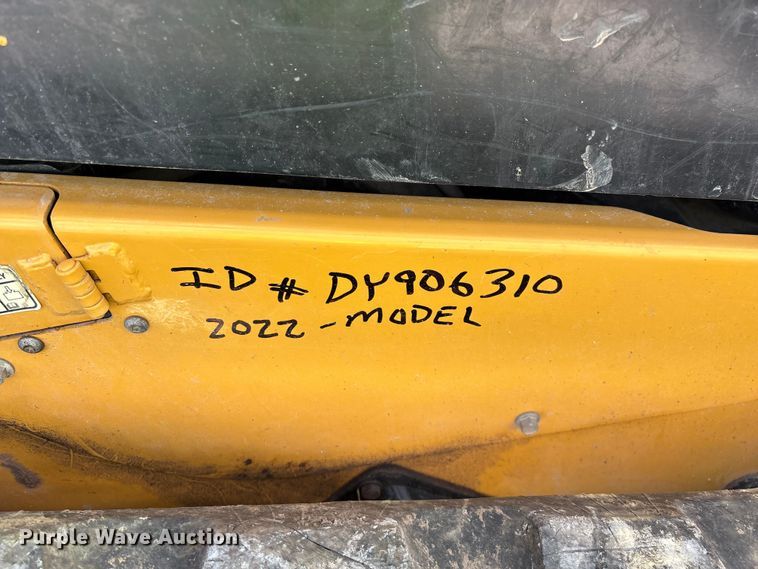 ID # DY906310
2022 - MODEL
Purple Wave Auction